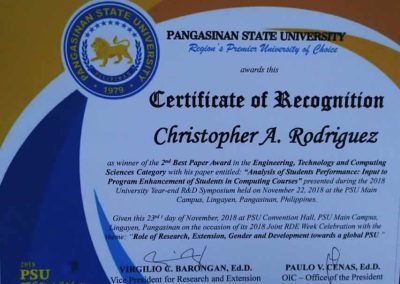 PANGASINAN STATE UNIVERSITY
1979
PANGASINAN STATE UNIVERSITY
Region's Premier University of Choice
awards this
Certificate of Recognition
Christopher A. Rodriguez
as winner of the 2nd Best Paper Award in the Engineering, Technology and Computing
Sciences Category with his paper entitled: "Analysis of Students Performance: Input to
Program Enhancement of Students in Computing Courses" presented during the 2018
University Year-end R&D Symposium held on November 22, 2018 at the PSU Main
Campus, Lingayen, Pangasinan, Philippines.
Given this 23rd day of November, 2018 at PSU Convention Hall, PSU Main Campus,
Lingayen, Pangasinan on the occasion of its 2018 Joint RDE Week Celebration with the
theme: "Role of Research, Extension, Gender and Development towards a global PSU."
VIRGILIO C. BARONGAN, Ed.D.
Vice President for Research and Extension
PAULO V. CENAS, Ed.D.
OIC – Office of the President
2018
PSU